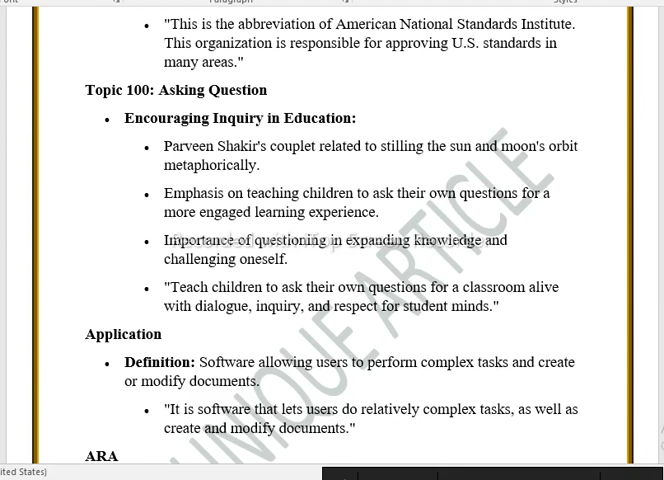 Paragraph
Styles
• "This is the abbreviation of American National Standards Institute.
This organization is responsible for approving U.S. standards in
many areas."
Topic 100: Asking Question
• Encouraging Inquiry in Education:
• Parveen Shakir's couplet related to stilling the sun and moon's orbit
metaphorically.
• Emphasis on teaching children to ask their own questions for a
more engaged learning experience.
• Importance of questioning in expanding knowledge and
challenging oneself.
• "Teach children to ask their own questions for a classroom alive
with dialogue, inquiry, and respect for student minds."
Application
• Definition: Software allowing users to perform complex tasks and create
or modify documents.
• "It is software that lets users do relatively complex tasks, as well as
create and modify documents."
ARA
UNIQUE ARTICLE
ited States)